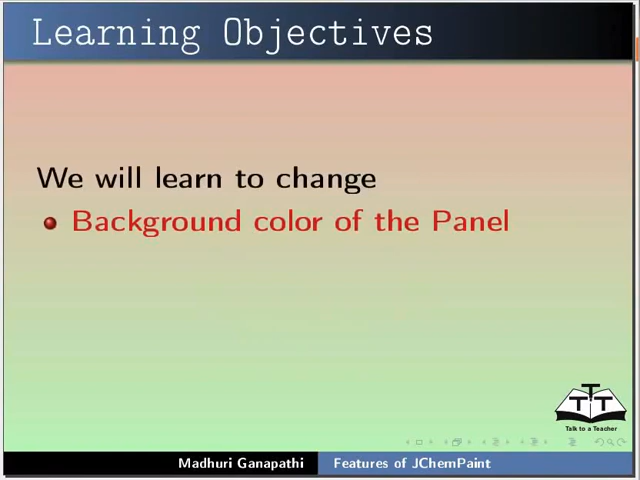 Learning Objectives
We will learn to change
Background color of the Panel
TTT
Talk to a Teacher
Madhuri Ganapathi Features of JChemPaint